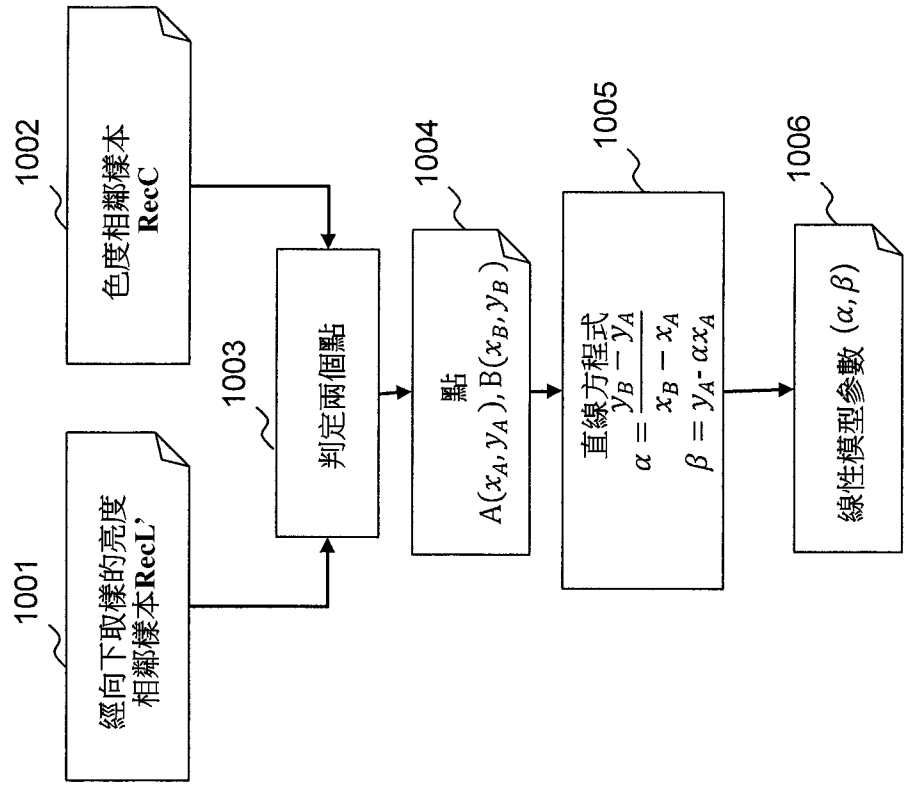 1001
經向下取樣的亮度
相鄰樣本RecL’
1002
色度相鄰樣本
RecC
1003
判定兩個點
1004
點
A(x_A, y_A), B(x_B, y_B)
1005
直線方程式
α = (y_B − y_A) / (x_B − x_A)
β = y_A - αx_A
1006
線性模型參數 (α, β)